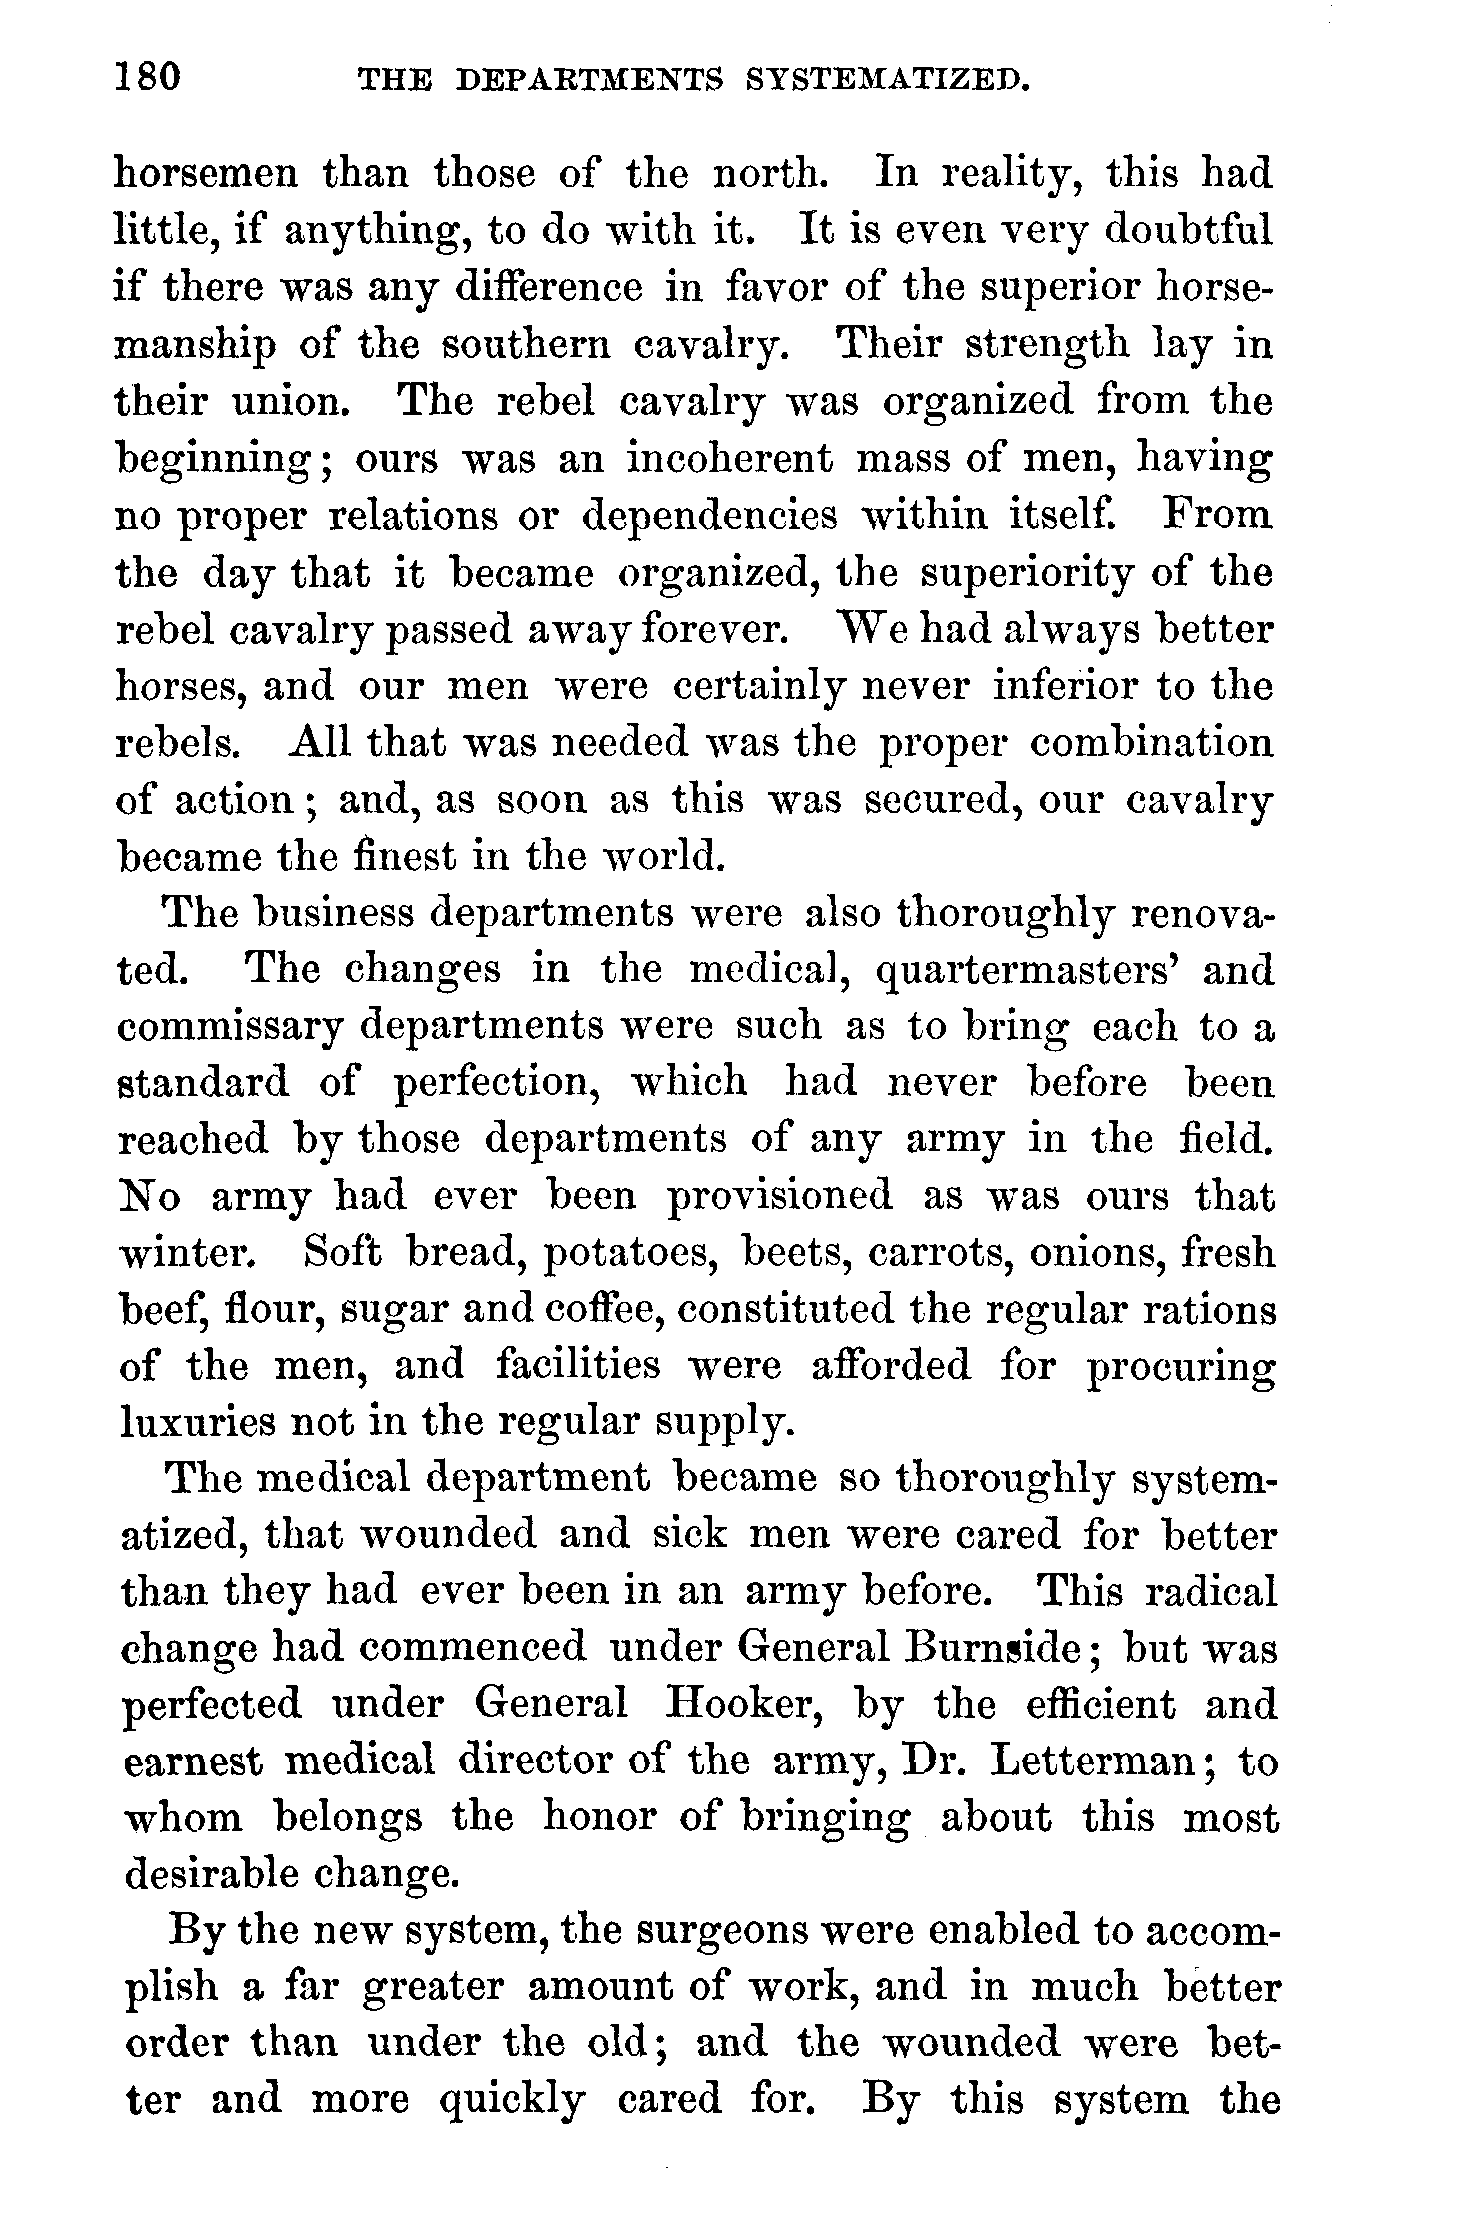 180 THE DEPARTMENTS SYSTEMATIZED.
horsemen than those of the north. In reality, this had
little, if anything, to do with it. It is even very doubtful
if there was any difference in favor of the superior horse-
manship of the southern cavalry. Their strength lay in
their union. The rebel cavalry was organized from the
beginning; ours was an incoherent mass of men, having
no proper relations or dependencies within itself. From
the day that it became organized, the superiority of the
rebel cavalry passed away forever. We had always better
horses, and our men were certainly never inferior to the
rebels. All that was needed was the proper combination
of action; and, as soon as this was secured, our cavalry
became the finest in the world.
The business departments were also thoroughly renova-
ted. The changes in the medical, quartermasters' and
commissary departments were such as to bring each to a
standard of perfection, which had never before been
reached by those departments of any army in the field.
No army had ever been provisioned as was ours that
winter. Soft bread, potatoes, beets, carrots, onions, fresh
beef, flour, sugar and coffee, constituted the regular rations
of the men, and facilities were afforded for procuring
luxuries not in the regular supply.
The medical department became so thoroughly system-
atized, that wounded and sick men were cared for better
than they had ever been in an army before. This radical
change had commenced under General Burnside; but was
perfected under General Hooker, by the efficient and
earnest medical director of the army, Dr. Letterman; to
whom belongs the honor of bringing about this most
desirable change.
By the new system, the surgeons were enabled to accom-
plish a far greater amount of work, and in much better
order than under the old; and the wounded were bet-
ter and more quickly cared for. By this system the